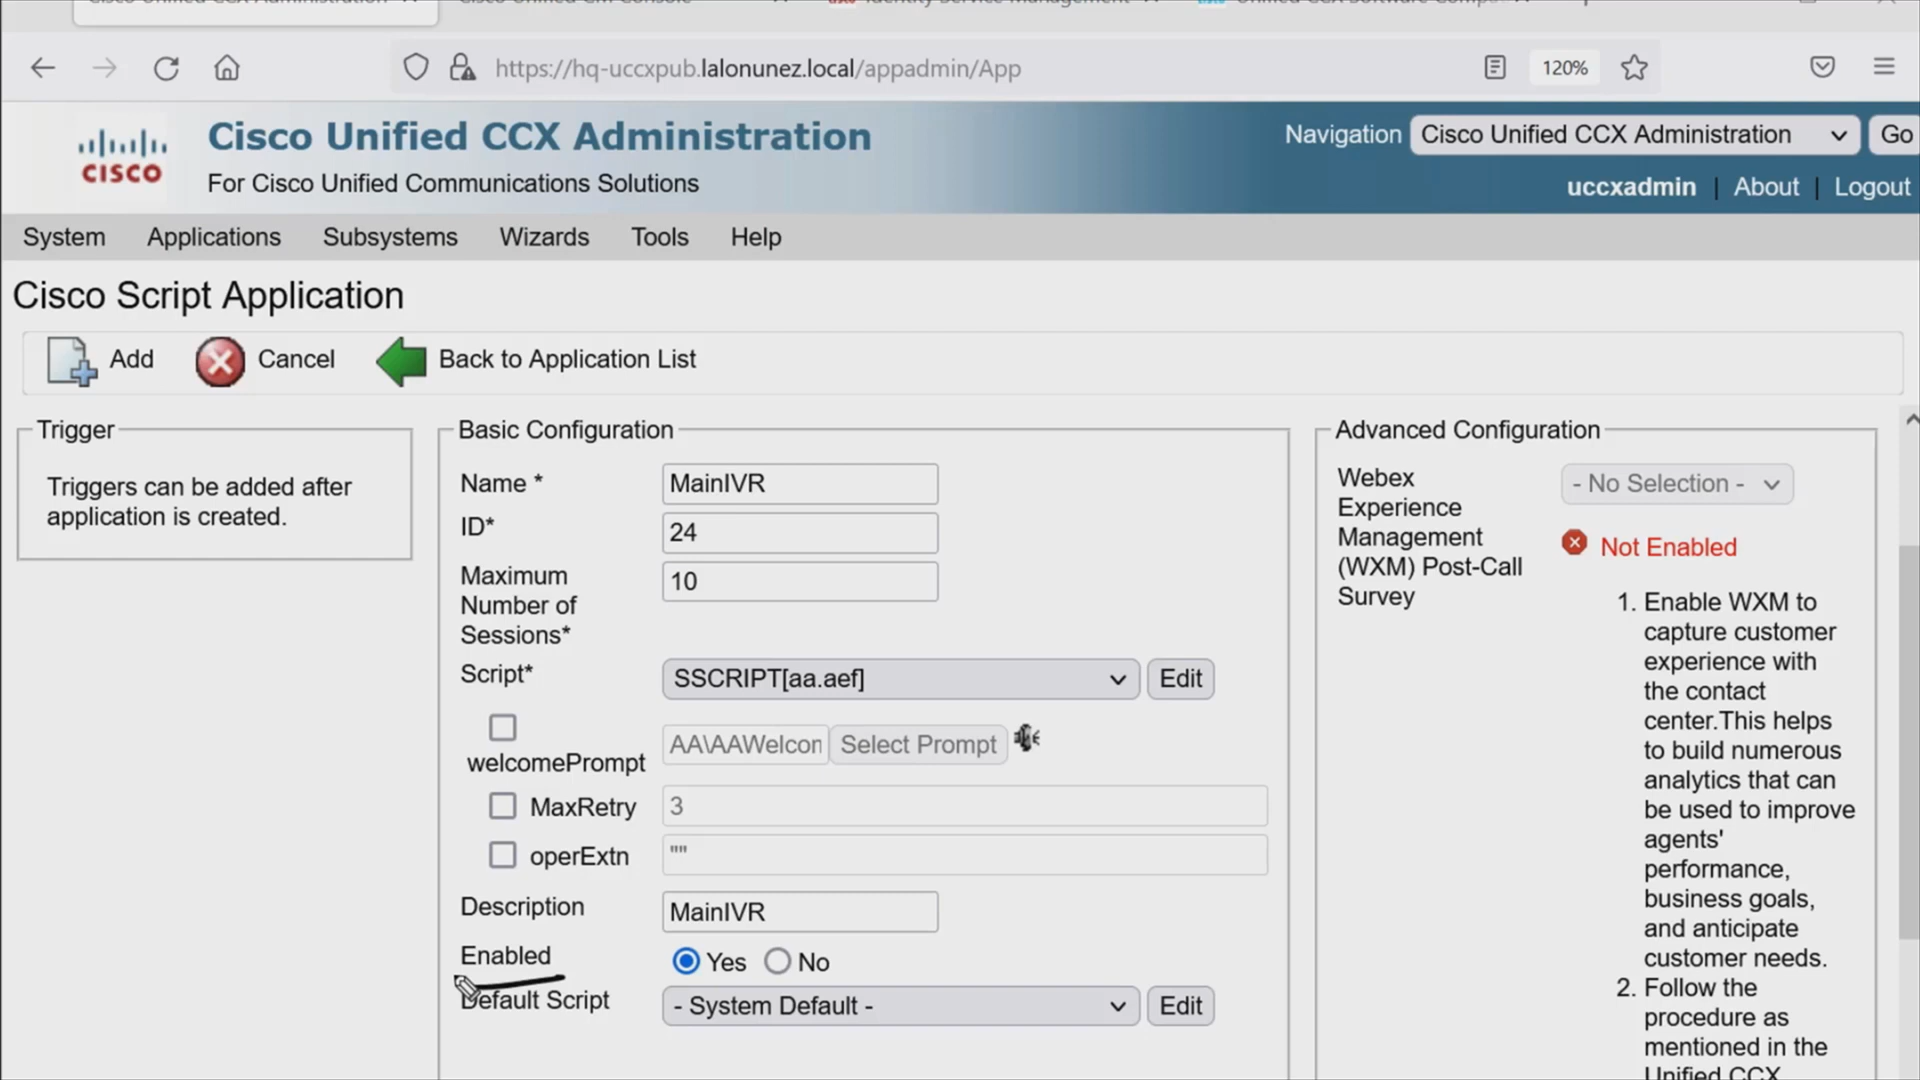 https://hq-uccxpub.lalonunez.local/appadmin/App
120%
Cisco Unified CCX Administration
For Cisco Unified Communications Solutions
CISCO
Navigation
Cisco Unified CCX Administration
Go
uccxadmin | About | Logout
System
Applications
Subsystems
Wizards
Tools
Help
Cisco Script Application
Add
Cancel
Back to Application List
Trigger
Triggers can be added after
application is created.
Basic Configuration
Name *
MainIVR
ID*
24
Maximum
Number of
Sessions*
10
Script*
SSCRIPT[aa.aef]
Edit
welcomePrompt
AA\AAWelcon
Select Prompt
MaxRetry
3
operExtn
""
Description
MainIVR
Enabled
Yes
No
Default Script
- System Default -
Edit
Advanced Configuration
Webex
Experience
Management
(WXM) Post-Call
Survey
- No Selection -
Not Enabled
1. Enable WXM to
capture customer
experience with
the contact
center.This helps
to build numerous
analytics that can
be used to improve
agents'
performance,
business goals,
and anticipate
customer needs.
2. Follow the
procedure as
mentioned in the
Unified CCX